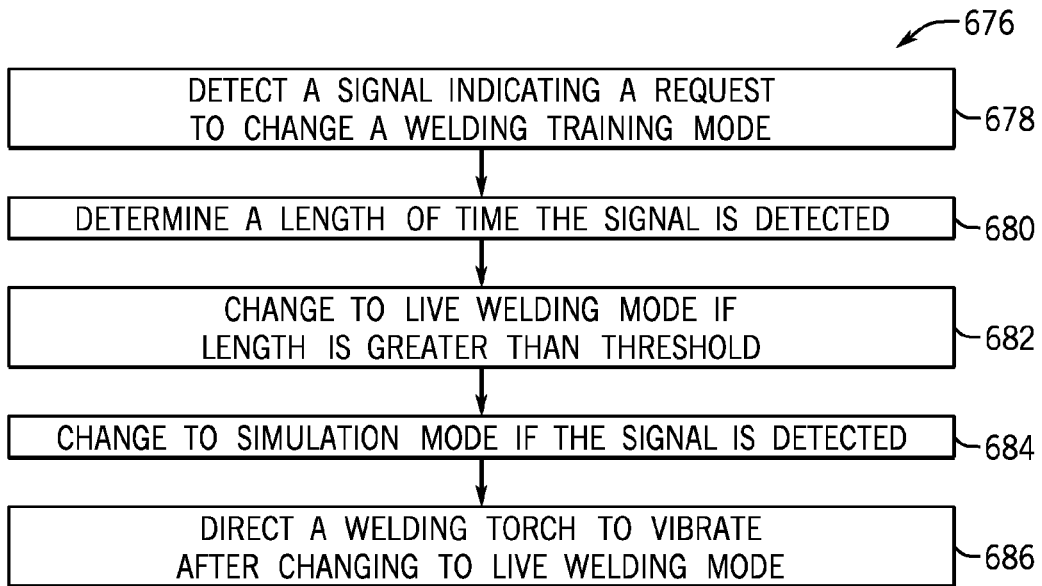 676
DETECT A SIGNAL INDICATING A REQUEST
TO CHANGE A WELDING TRAINING MODE
678
DETERMINE A LENGTH OF TIME THE SIGNAL IS DETECTED
680
CHANGE TO LIVE WELDING MODE IF
LENGTH IS GREATER THAN THRESHOLD
682
CHANGE TO SIMULATION MODE IF THE SIGNAL IS DETECTED
684
DIRECT A WELDING TORCH TO VIBRATE
AFTER CHANGING TO LIVE WELDING MODE
686